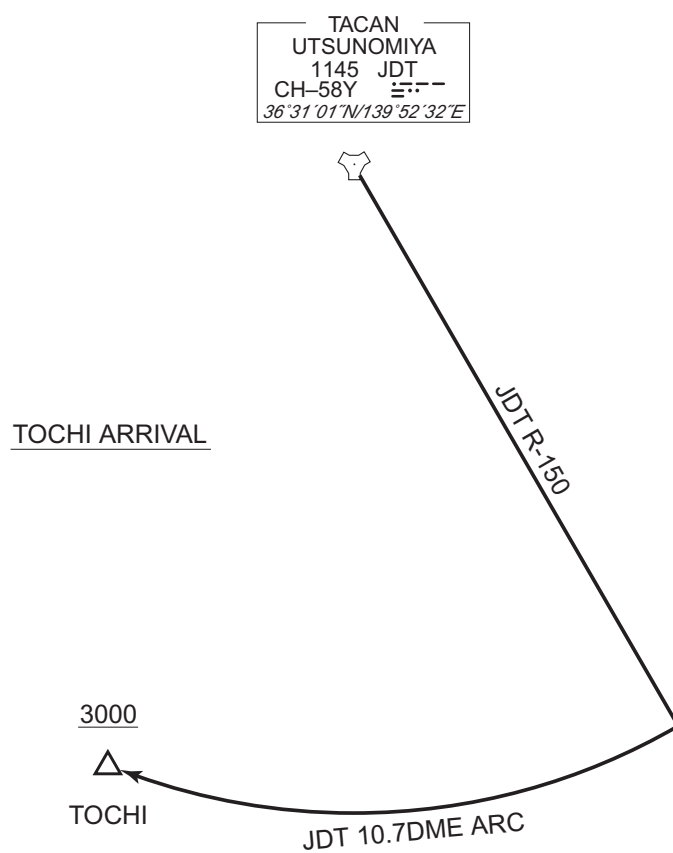 TACAN
UTSUNOMIYA
1145 JDT
CH–58Y
36°31´01˝N/139°52´32˝E
JDT R-150
TOCHI ARRIVAL
3000
TOCHI
JDT 10.7DME ARC